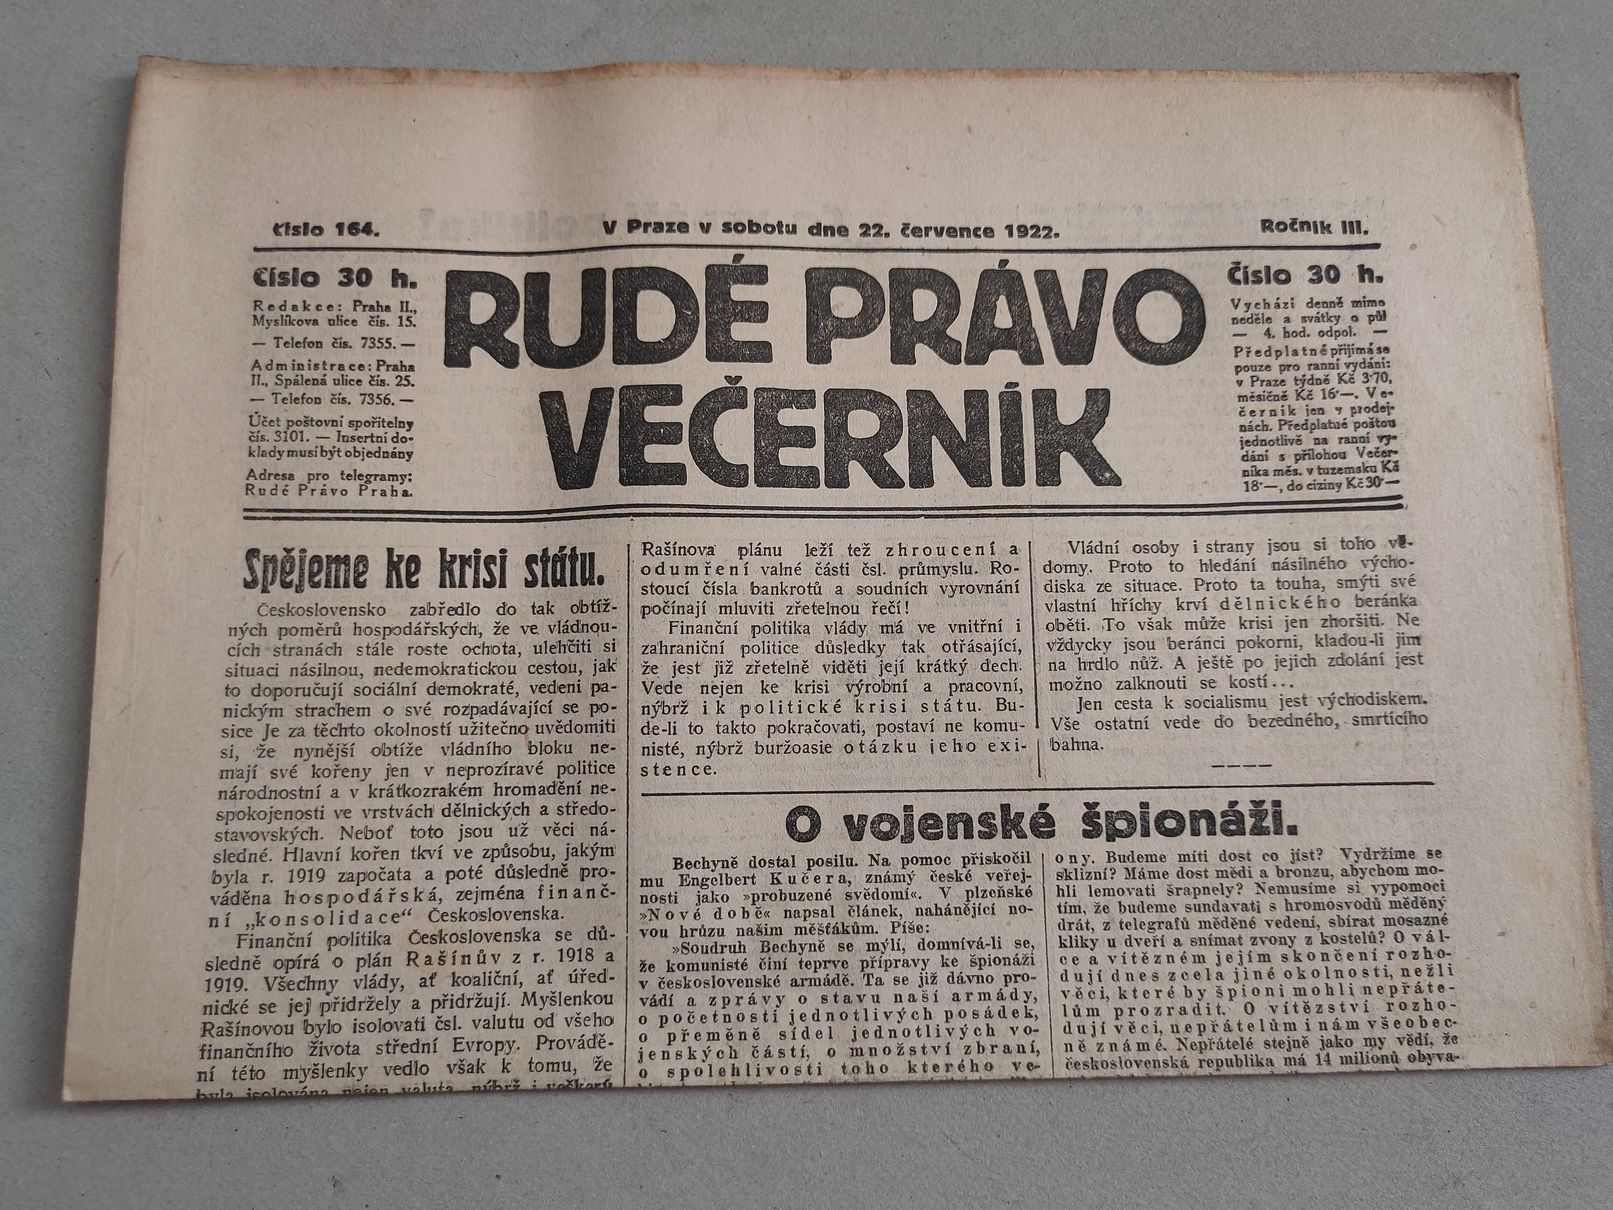 Číslo 164.
V Praze v sobotu dne 22. července 1922.
Ročník III.
Číslo 30 h.
Redakce: Praha II.,
Myslíkova ulice čís. 15.
— Telefon čís. 7355. —
Administrace: Praha
II., Spálená ulice čís. 25.
— Telefon čís. 7356. —
Účet poštovní spořitelny
čís. 3101. — Insertní do-
klady musí být objednány
Adresa pro telegramy:
Rudé Právo Praha.
RUDÉ PRÁVO
VEČERNÍK
Číslo 30 h.
Vychází denně mimo
neděle a svátky o půl
— 4. hod. odpol. —
Předplatné přijímá se
pouze pro ranní vydání:
v Praze týdně Kč 3·70,
měsíčně Kč 16·—. Ve-
černík jen v prodej-
nách. Předplatné poštou
jednotlivě na ranní vy-
dání s přílohou Večer-
níka měs. v tuzemsku Kč
18·—, do ciziny Kč 30·—
Spějeme ke krisi státu.
Československo zabředlo do tak obtíž-
ných poměrů hospodářských, že ve vládnou-
cích stranách stále roste ochota, ulehčiti si
situaci násilnou, nedemokratickou cestou, jak
to doporučují sociální demokraté, vedeni pa-
nickým strachem o své rozpadávající se po-
sice Je za těchto okolností užitečno uvědomiti
si, že nynější obtíže vládního bloku ne-
mají své kořeny jen v neprozíravé politice
národnostní a v krátkozrakém hromadění ne-
spokojenosti ve vrstvách dělnických a středo-
stavovských. Neboť toto jsou už věci ná-
sledné. Hlavní kořen tkví ve způsobu, jakým
byla r. 1919 započata a poté důsledně pro-
váděna hospodářská, zejména finanč-
ní „konsolidace“ Československa.
Finanční politika Československa se dů-
sledně opírá o plán Rašínův z r. 1918 a
1919. Všechny vlády, ať koaliční, ať úřed-
nické se jej přidržely a přidržují. Myšlenkou
Rašínovou bylo isolovati čsl. valutu od všeho
finančního života střední Evropy. Provádě-
ní této myšlenky vedlo však k tomu, že
byla isolována nejen valuta, nýbrž i veškerý
Rašínova plánu leží též zhroucení a
odumření valné části čsl. průmyslu. Ro-
stoucí čísla bankrotů a soudních vyrovnání
počínají mluviti zřetelnou řečí!
Finanční politika vlády má ve vnitřní i
zahraniční politice důsledky tak otřásající,
že jest již zřetelně viděti její krátký dech.
Vede nejen ke krisi výrobní a pracovní,
nýbrž i k politické krisi státu. Bu-
de-li to takto pokračovati, postaví ne komu-
nisté, nýbrž buržoasie otázku jeho exi-
stence.
Vládní osoby i strany jsou si toho vě-
domy. Proto to hledání násilného výcho-
diska ze situace. Proto ta touha, smýti své
vlastní hříchy krví dělnického beránka
oběti. To však může krisi jen zhoršiti. Ne
vždycky jsou beránci pokorni, kladou-li jim
na hrdlo nůž. A ještě po jejich zdolání jest
možno zalknouti se kostí...
Jen cesta k socialismu jest východiskem.
Vše ostatní vede do bezedného, smrtícího
bahna.
O vojenské špionáži.
Bechyně dostal posilu. Na pomoc přiskočil
mu Engelbert Kučera, známý české veřej-
nosti jako »probuzené svědomí«. V plzeňské
»Nové době« napsal článek, nahánějící no-
vou hrůzu našim měšťákům. Píše:
»Soudruh Bechyně se mýlí, domnívá-li se,
že komunisté činí teprve přípravy ke špionáži
v československé armádě. Ta se již dávno pro-
vádí a zprávy o stavu naší armády,
o početnosti jednotlivých posádek,
o přeměně sídel jednotlivých vo-
jenských částí, o množství zbraní,
o spolehlivosti toho kterého ve-
ony. Budeme míti dost co jíst? Vydržíme se
sklizní? Máme dost mědi a bronzu, abychom mo-
hli lemovati šrapnely? Nemusíme si vypomoci
tím, že budeme sundavati s hromosvodů měděný
drát, z telegrafů měděné vedení, sbírat mosazné
kliky u dveří a snímat zvony z kostelů? O vál-
ce a vítězném jejím skončení rozho-
dují dnes zcela jiné okolnosti, nežli
věci, které by špioni mohli nepřáte-
lům prozradit. O vítězství rozho-
dují věci, nepřátelům i nám všeobec-
ně známé. Nepřátelé stejně jako my vědí, že
československá republika má 14 milionů obyva-